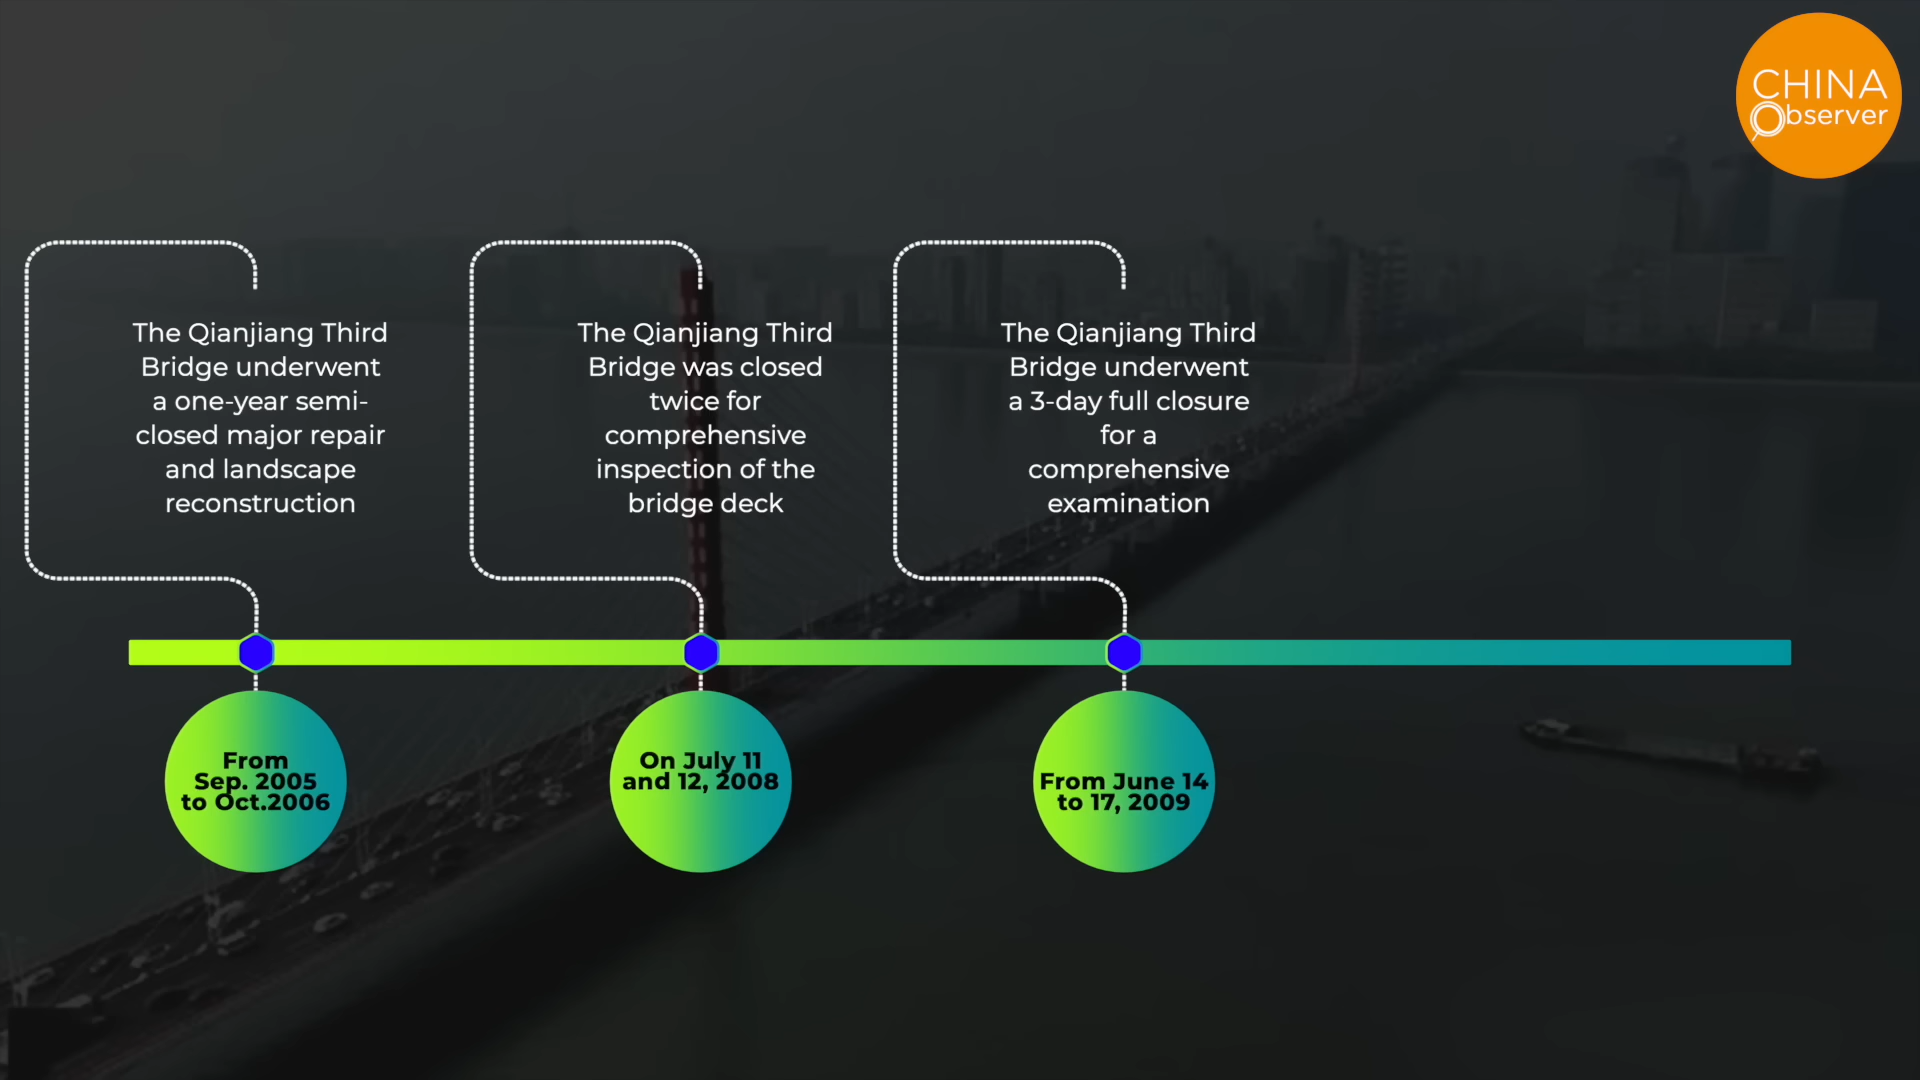 CHINA
Observer
The Qianjiang Third
Bridge underwent
a one-year semi-
closed major repair
and landscape
reconstruction
The Qianjiang Third
Bridge was closed
twice for
comprehensive
inspection of the
bridge deck
The Qianjiang Third
Bridge underwent
a 3-day full closure
for a
comprehensive
examination
From
Sep. 2005
to Oct.2006
On July 11
and 12, 2008
From June 14
to 17, 2009